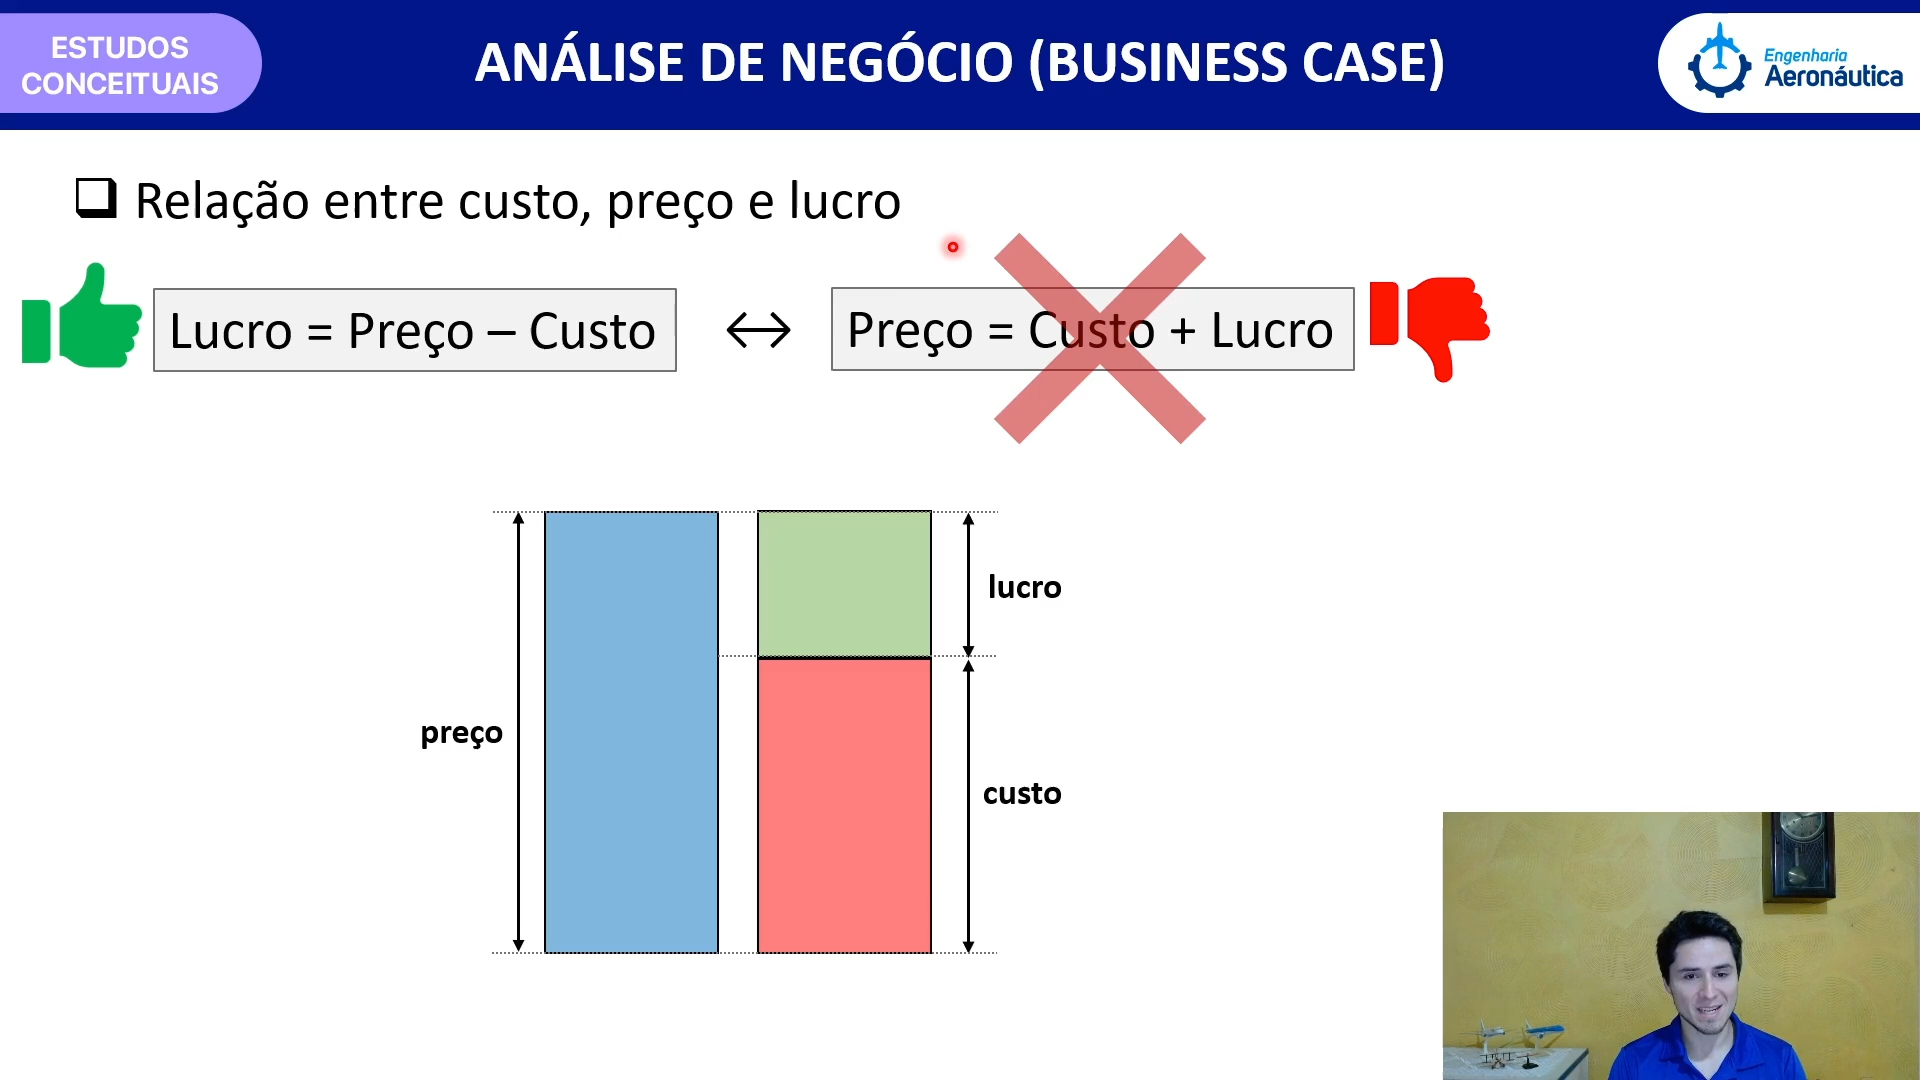 ESTUDOS
CONCEITUAIS
ANÁLISE DE NEGÓCIO (BUSINESS CASE)
Engenharia
Aeronáutica
Relação entre custo, preço e lucro
Lucro = Preço – Custo
↔
Preço = Custo + Lucro
lucro
preço
custo